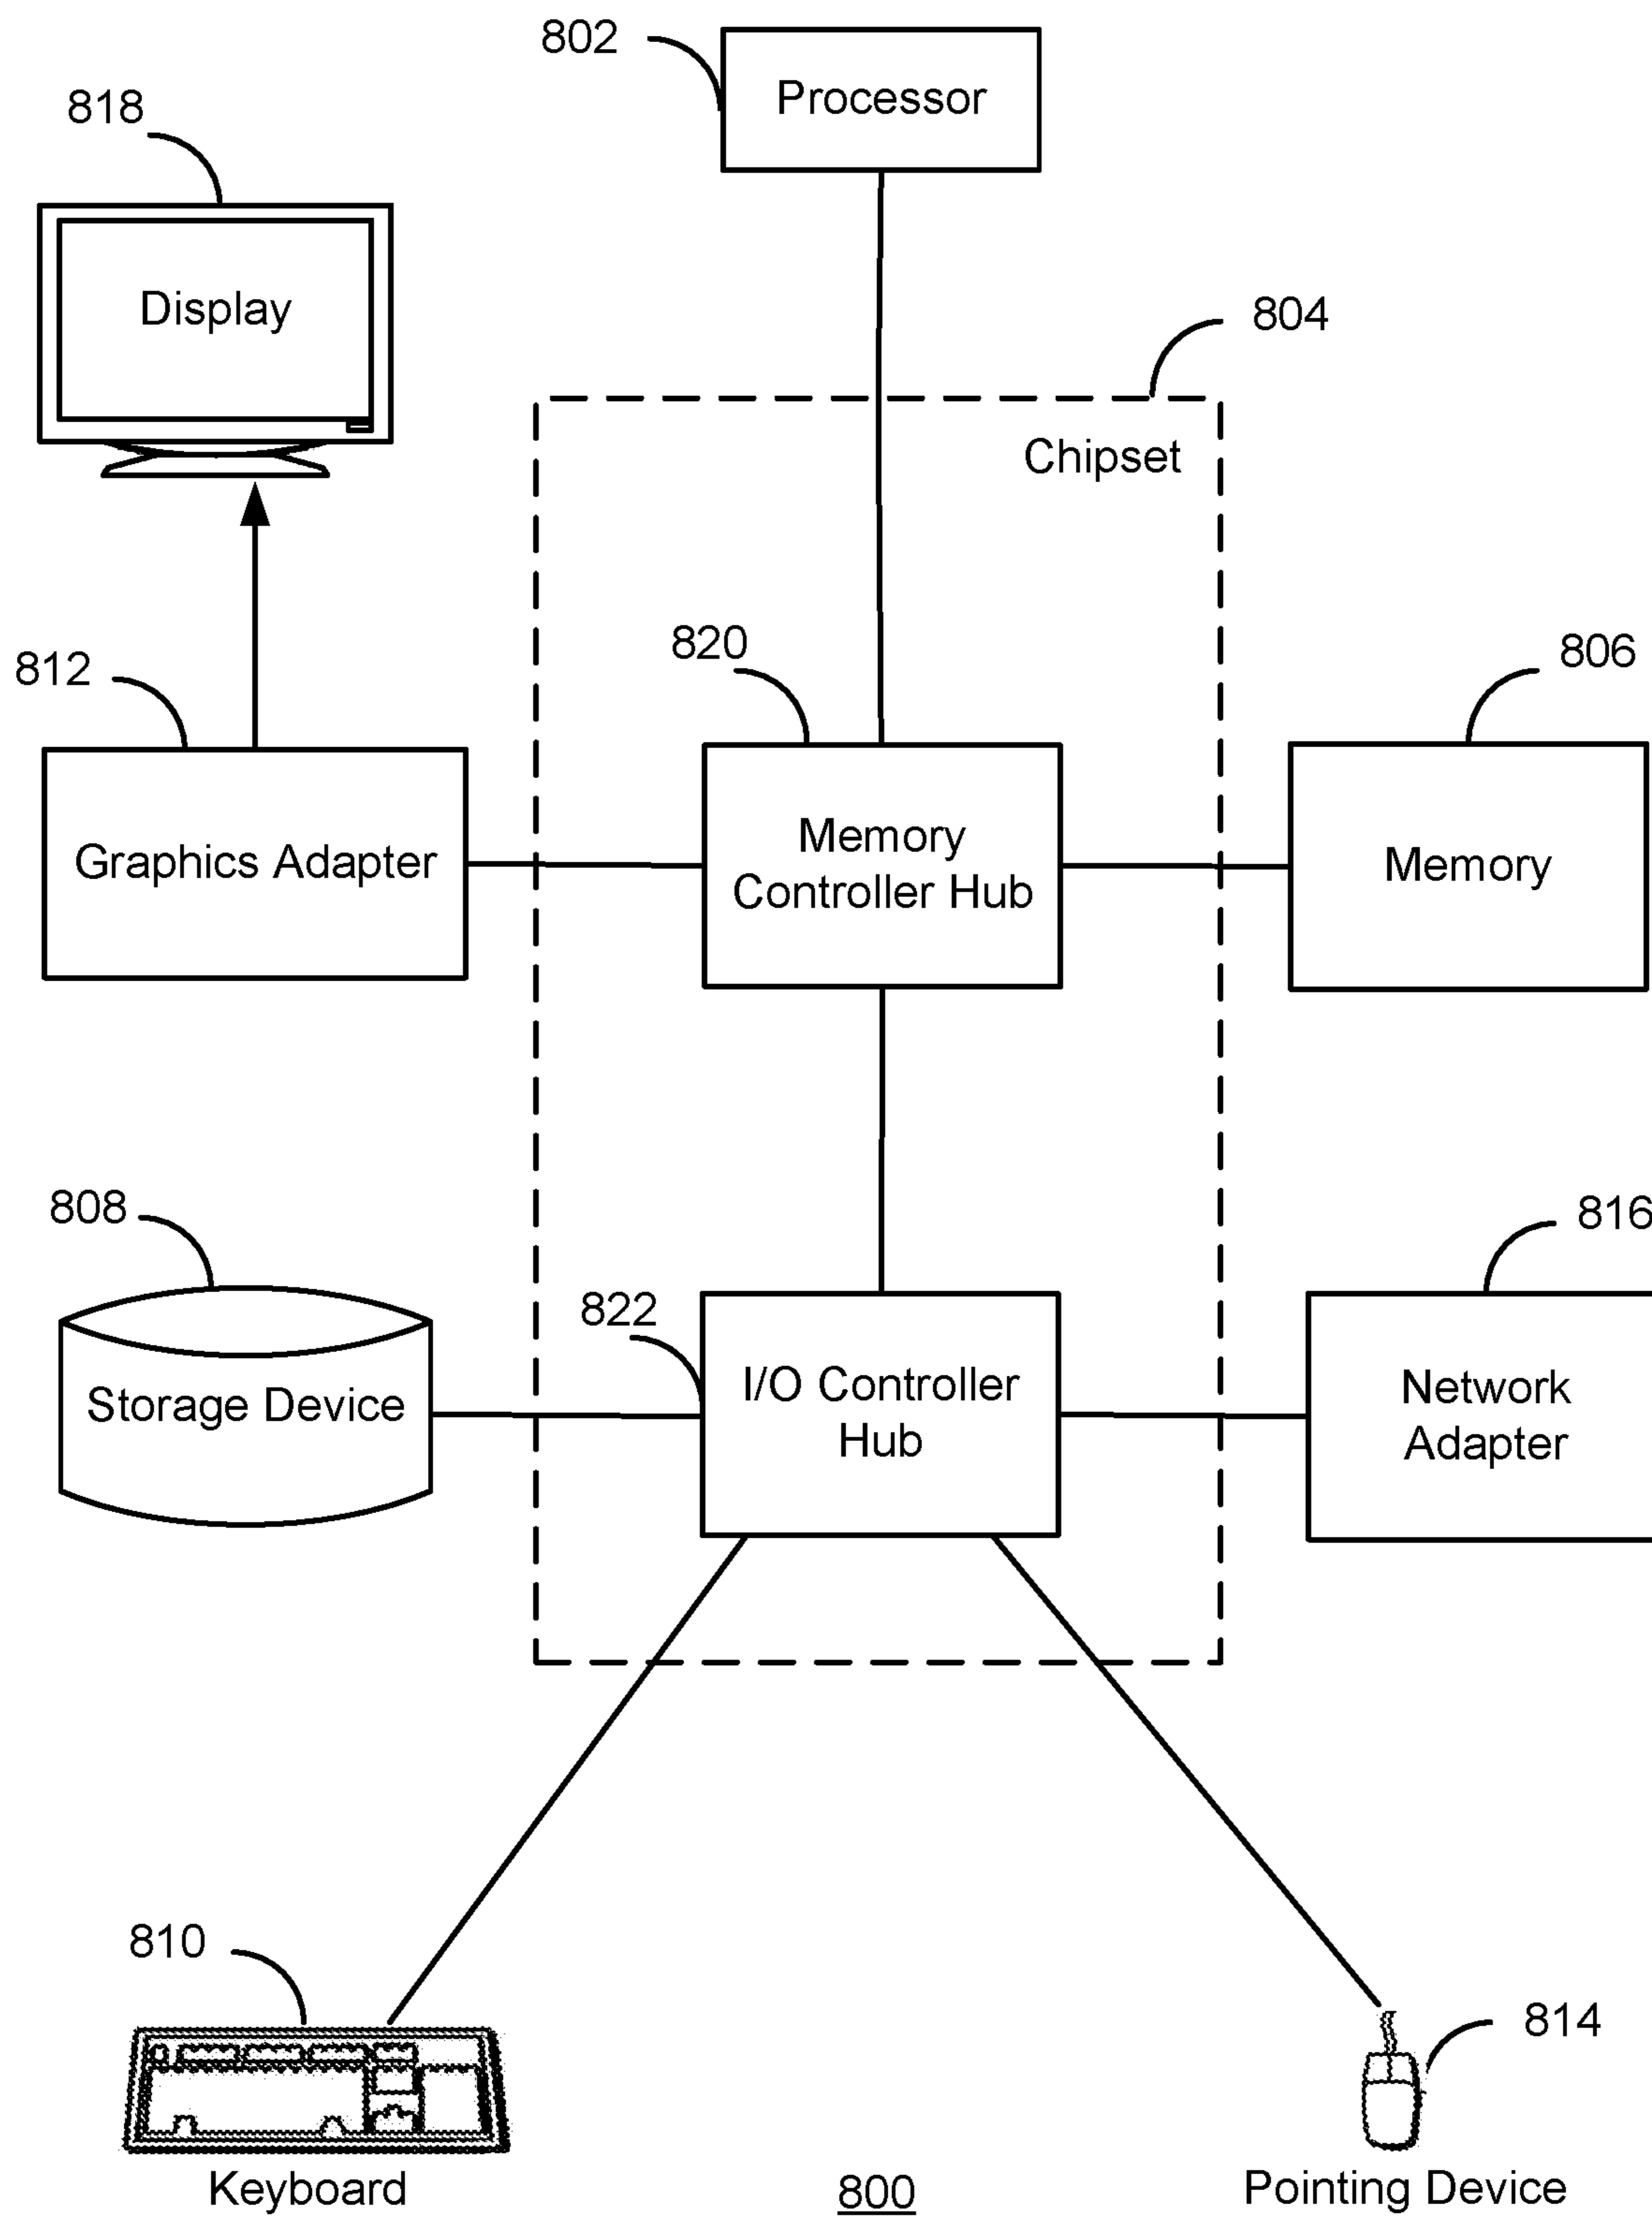 802
Processor
818
Display
804
Chipset
820
812
806
Graphics Adapter
Memory
Controller Hub
Memory
808
816
822
Storage Device
I/O Controller
Hub
Network
Adapter
810
814
Keyboard
800
Pointing Device